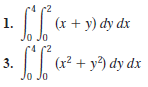 1. ∫₀⁴ ∫₀² (x + y) dy dx
3. ∫₀⁴ ∫₀² (x² + y²) dy dx